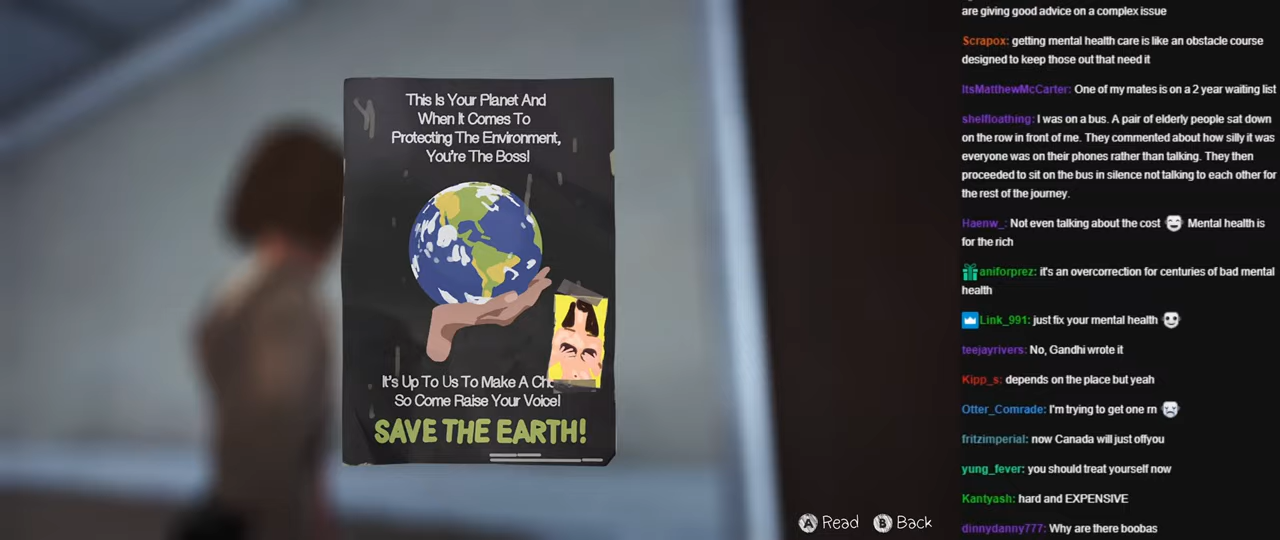 This Is Your Planet And
When It Comes To
Protecting The Environment,
You're The Boss!
It's Up To Us To Make A
So Come Raise Your Voice!
SAVE THE EARTH!
A Read B Back
are giving good advice on a complex issue
Scrapox: getting mental health care is like an obstacle course
designed to keep those out that need it
ItsMatthewMcCarter: One of my mates is on a 2 year waiting list
shelfloathing: I was on a bus. A pair of elderly people sat down
on the row in front of me. They commented about how silly it was
everyone was on their phones rather than talking. They then
proceeded to sit on the bus in silence not talking to each other for
the rest of the journey.
Haenw_: Not even talking about the cost Mental health is
for the rich
aniforprez: it's an overcorrection for centuries of bad mental
health
Link_991: just fix your mental health
teejayrivers: No, Gandhi wrote it
Kipp_s: depends on the place but yeah
Otter_Comrade: I'm trying to get one rn
fritzimperial: now Canada will just offyou
yung_fever: you should treat yourself now
Kantyash: hard and EXPENSIVE
dinnydanny777: Why are there boobas